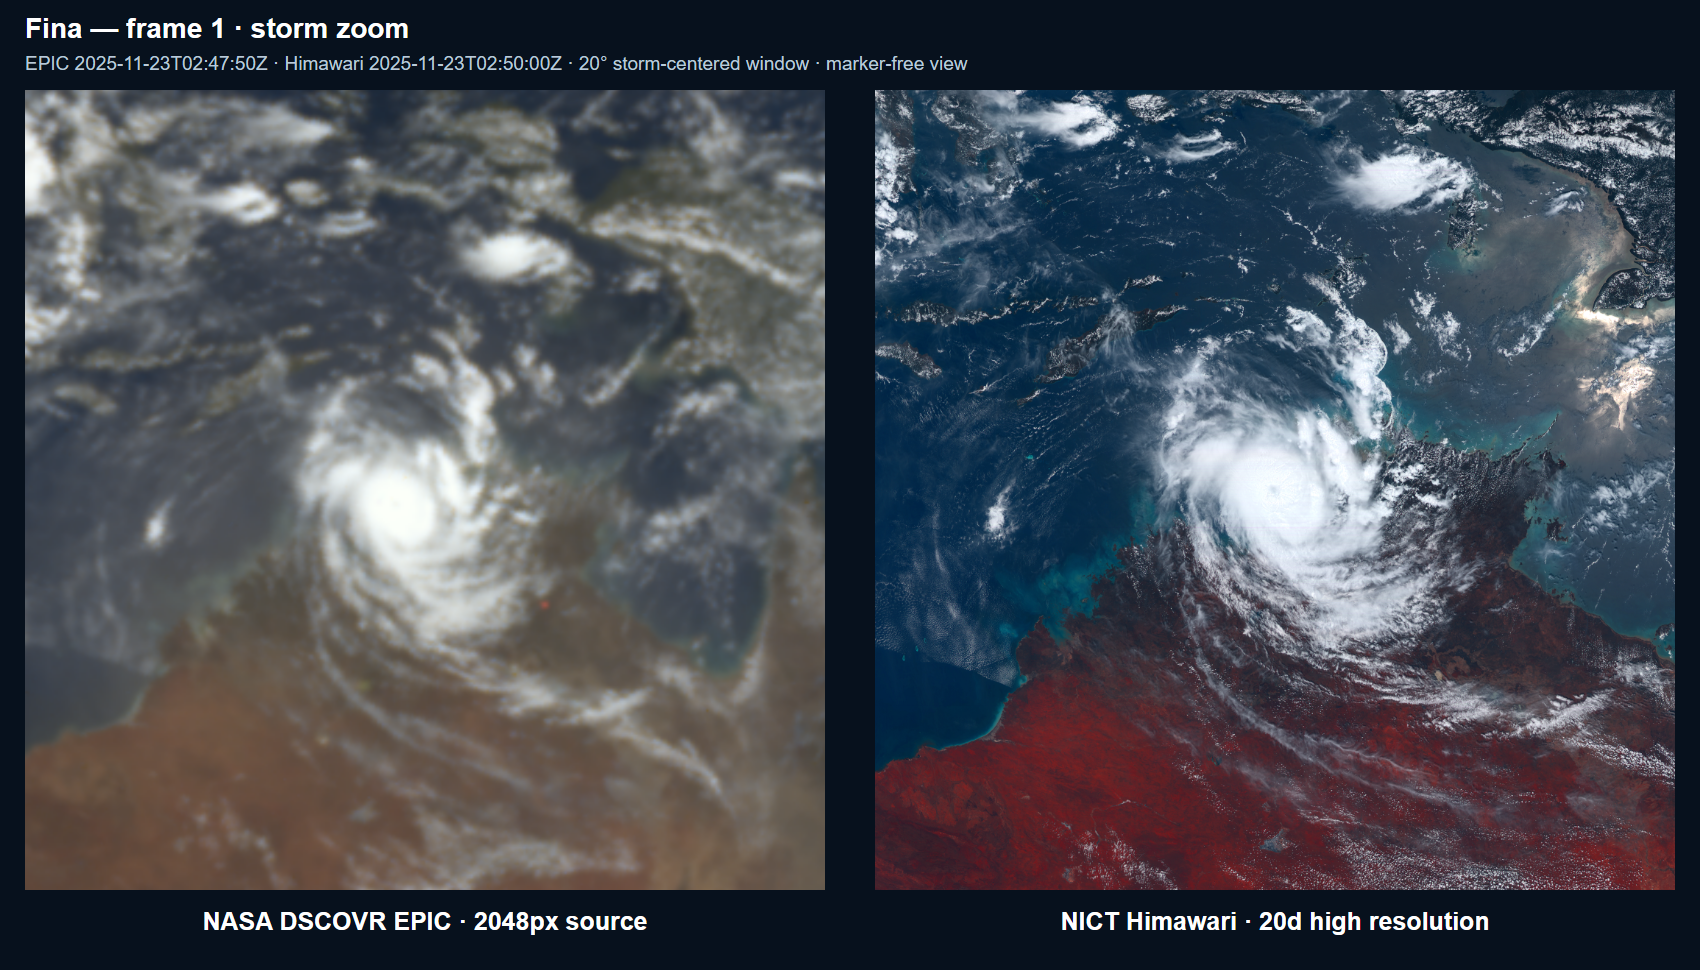 Fina — frame 1 · storm zoom
EPIC 2025-11-23T02:47:50Z · Himawari 2025-11-23T02:50:00Z · 20° storm-centered window · marker-free view
NASA DSCOVR EPIC · 2048px source
NICT Himawari · 20d high resolution